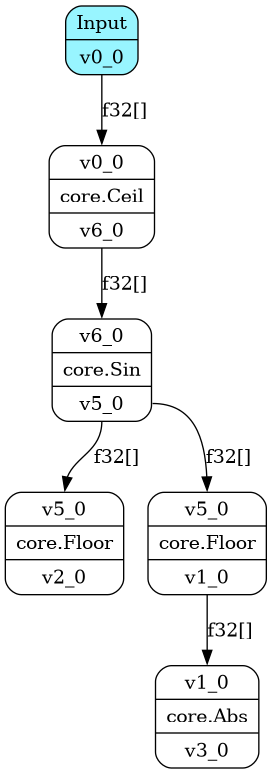 Input
v0_0
f32[]
v0_0
core.Ceil
v6_0
f32[]
v6_0
core.Sin
v5_0
f32[]
f32[]
v5_0
core.Floor
v2_0
v5_0
core.Floor
v1_0
f32[]
v1_0
core.Abs
v3_0